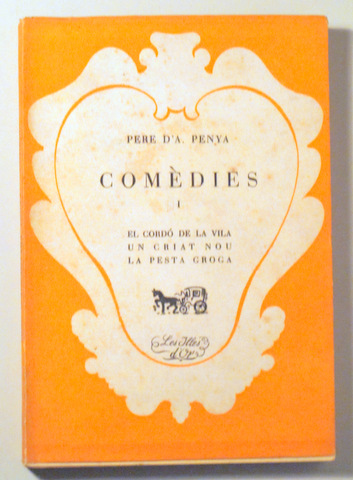 PERE D'A. PENYA
COMÈDIES
I
EL CORDÓ DE LA VILA
UN CRIAT NOU
LA PESTA GROGA
Les Illes
d'Or